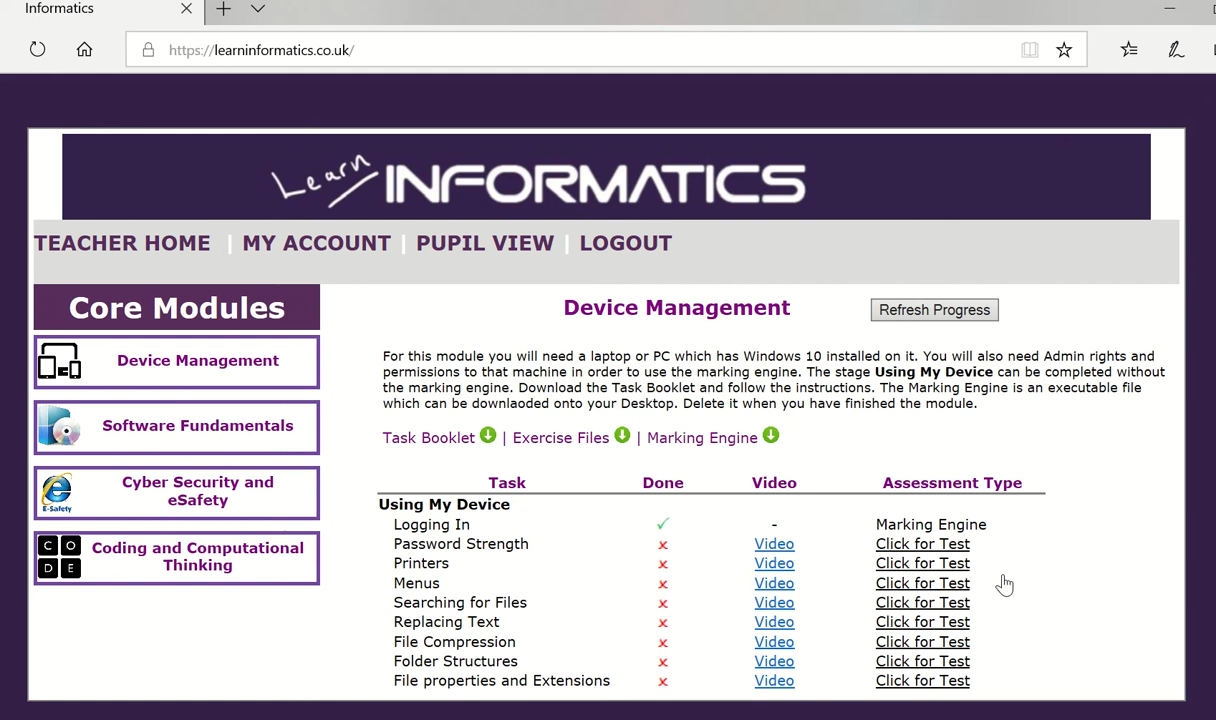 Informatics
https://learninformatics.co.uk/
Learn INFORMATICS
TEACHER HOME | MY ACCOUNT | PUPIL VIEW | LOGOUT
Core Modules
Device Management
Software Fundamentals
E-Safety
Cyber Security and
eSafety
C O
D E
Coding and Computational
Thinking
Device Management
Refresh Progress
For this module you will need a laptop or PC which has Windows 10 installed on it. You will also need Admin rights and
permissions to that machine in order to use the marking engine. The stage Using My Device can be completed without
the marking engine. Download the Task Booklet and follow the instructions. The Marking Engine is an executable file
which can be downlaoded onto your Desktop. Delete it when you have finished the module.
Task Booklet | Exercise Files | Marking Engine
Task Done Video Assessment Type
Using My Device
Logging In ✓ - Marking Engine
Password Strength x Video Click for Test
Printers x Video Click for Test
Menus x Video Click for Test
Searching for Files x Video Click for Test
Replacing Text x Video Click for Test
File Compression x Video Click for Test
Folder Structures x Video Click for Test
File properties and Extensions x Video Click for Test